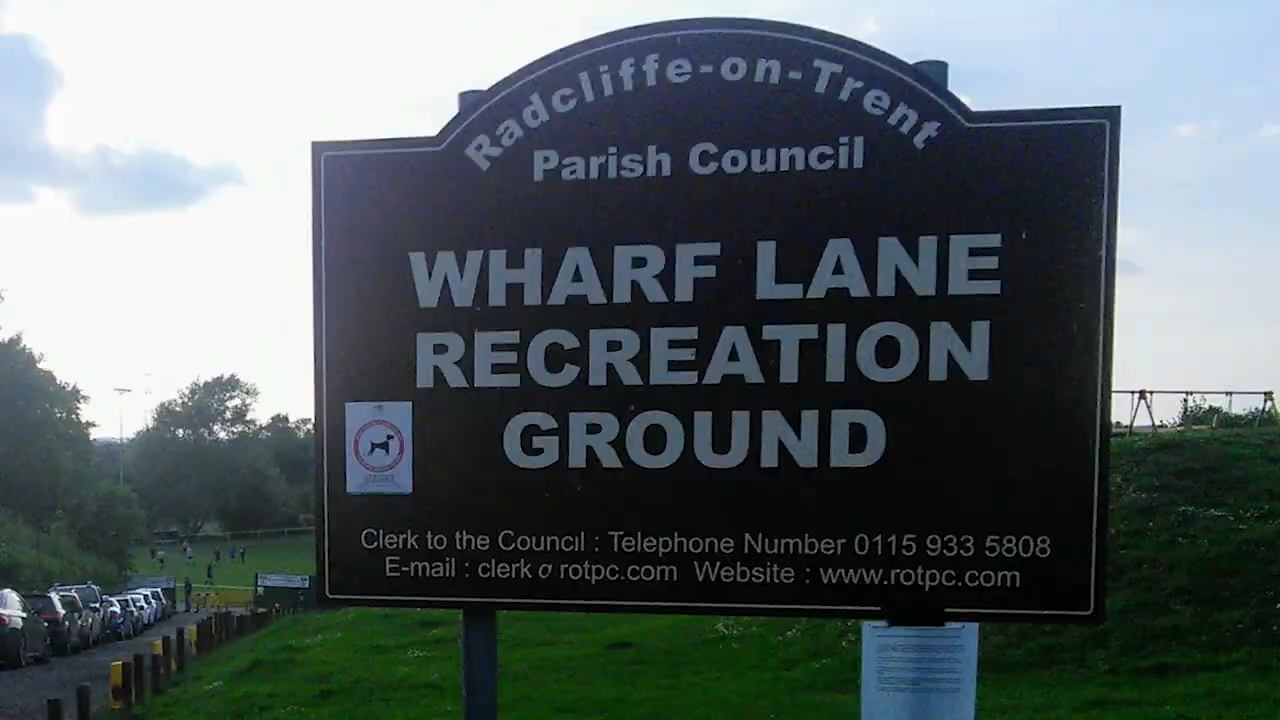 Radcliffe-on-Trent
Parish Council
WHARF LANE
RECREATION
GROUND
Clerk to the Council : Telephone Number 0115 933 5808
E-mail : clerk@rotpc.com Website : www.rotpc.com